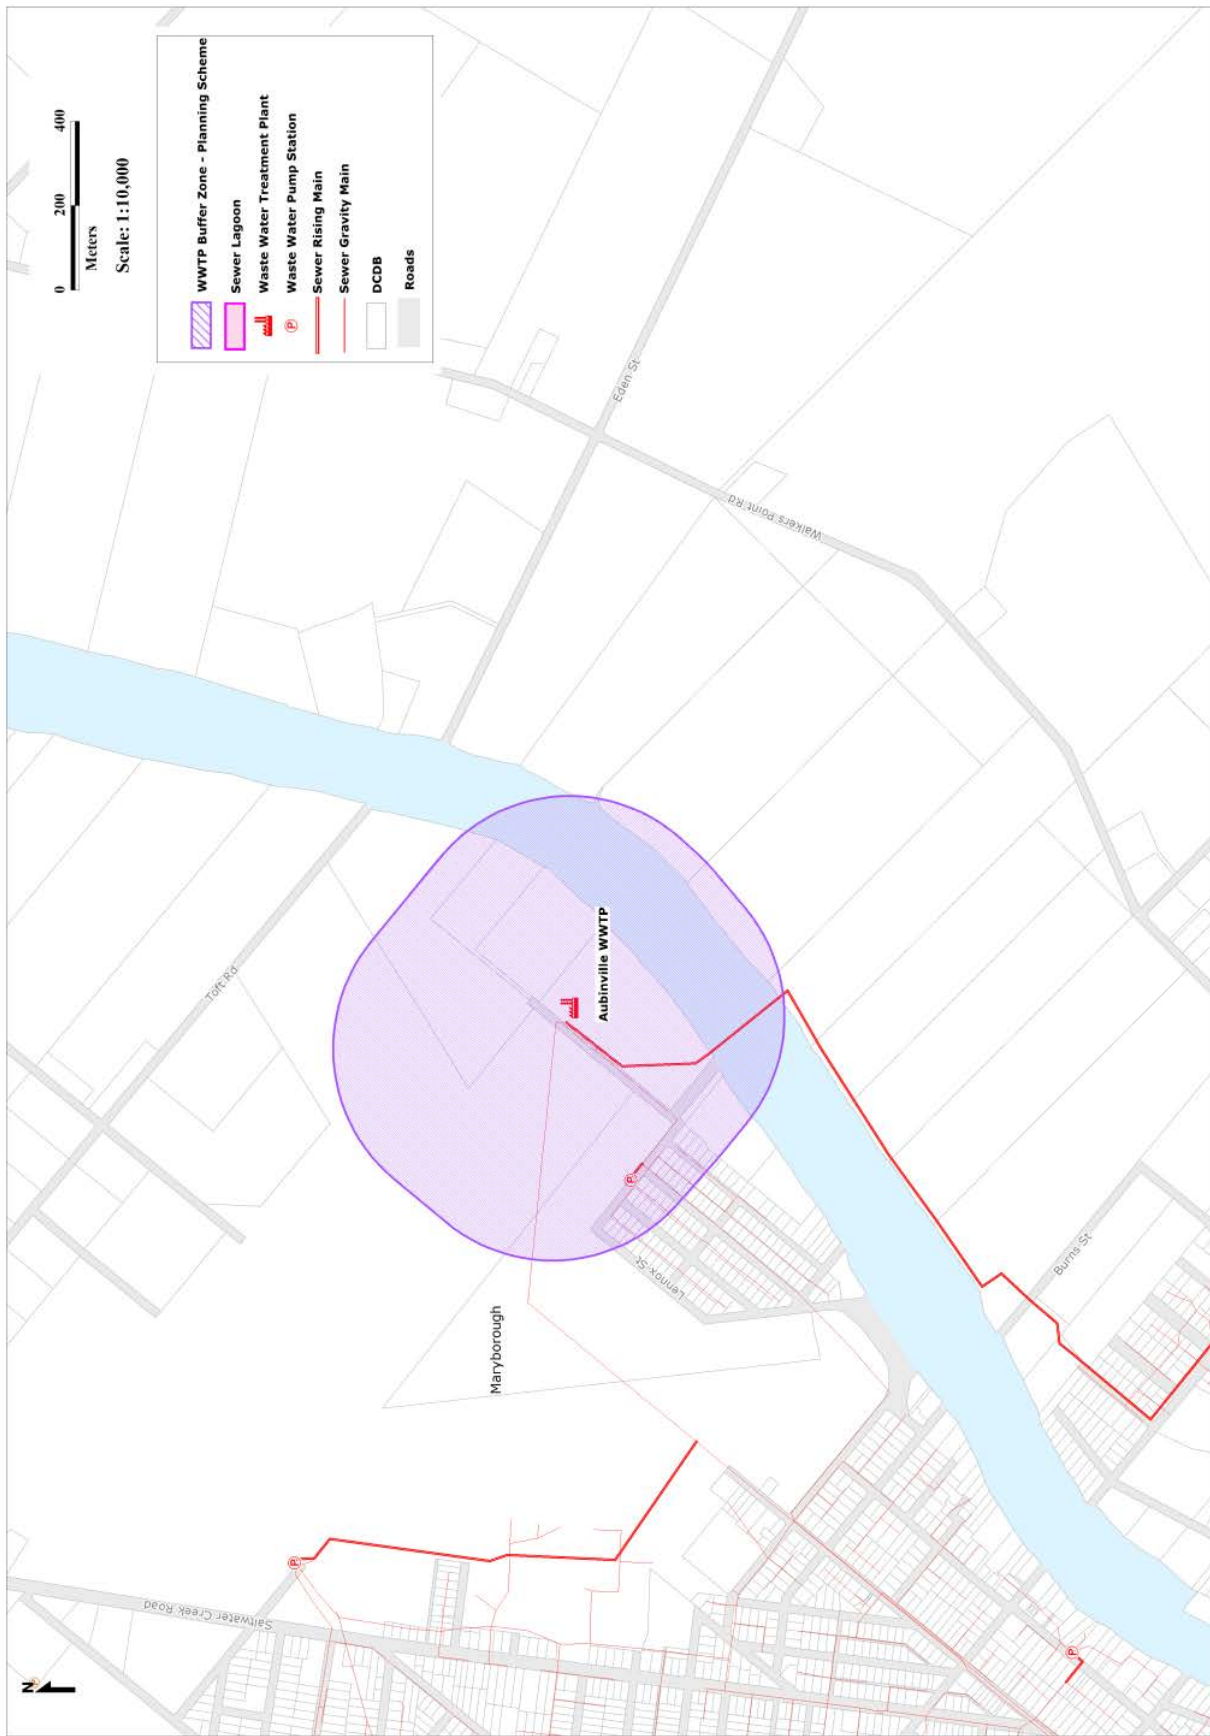 0 200 400
Meters
Scale: 1:10,000
WWTP Buffer Zone - Planning Scheme
Sewer Lagoon
Waste Water Treatment Plant
P Waste Water Pump Station
Sewer Rising Main
Sewer Gravity Main
DCDB
Roads
N
Saltwater Creek Road
P
Toft Rd
Eden St
Walkers Point Rd
Aubinville WWTP
P
Lennox St
Maryborough
Burns St
P